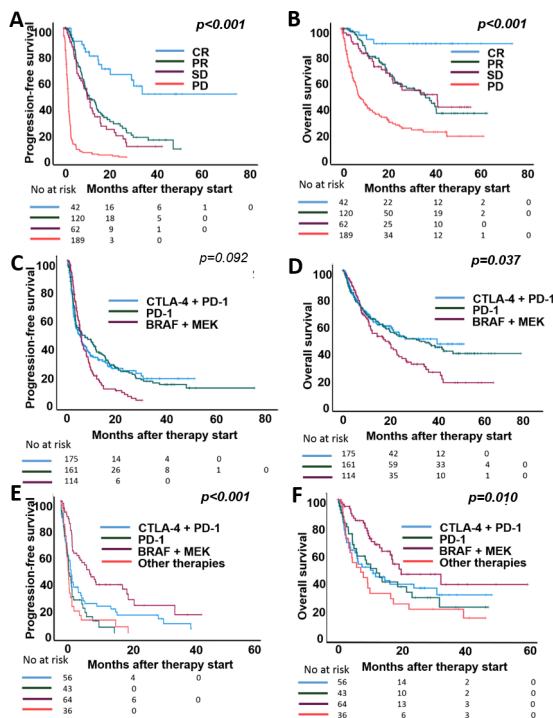 A
p<0.001
Progression-free survival
100
80
60
40
20
0
CR
PR
SD
PD
0 20 40 60 80
No at risk
Months after therapy start
42 16 6 1 0
120 18 5 0
62 9 1 0
189 3 0
B
p<0.001
Overall survival
100
80
60
40
20
0
CR
PR
SD
PD
0 20 40 60 80
No at risk
Months after therapy start
42 22 12 2 0
120 50 19 2 0
62 25 10 0
189 34 12 1 0
C
p=0.092
Progression-free survival
100
80
60
40
20
0
CTLA-4 + PD-1
PD-1
BRAF + MEK
0 20 40 60 80
Months after therapy start
No at risk
175 14 4 0
161 26 8 1 0
114 6 0
D
p=0.037
Overall survival
100
80
60
40
20
0
CTLA-4 + PD-1
PD-1
BRAF + MEK
0 20 40 60 80
Months after therapy start
No at risk
175 42 12 0
161 59 33 4 0
114 35 10 1 0
E
p<0.001
Progression-free survival
100
80
60
40
20
0
CTLA-4 + PD-1
PD-1
BRAF + MEK
Other therapies
0 20 40 60
Months after therapy start
No at risk
56 4 0
43 0
64 6 0
36 0
F
p=0.010
Overall survival
100
80
60
40
20
0
CTLA-4 + PD-1
PD-1
BRAF + MEK
Other therapies
0 20 40 60
Months after therapy start
No at risk
56 14 2 0
43 10 2 0
64 13 3 0
36 6 3 0